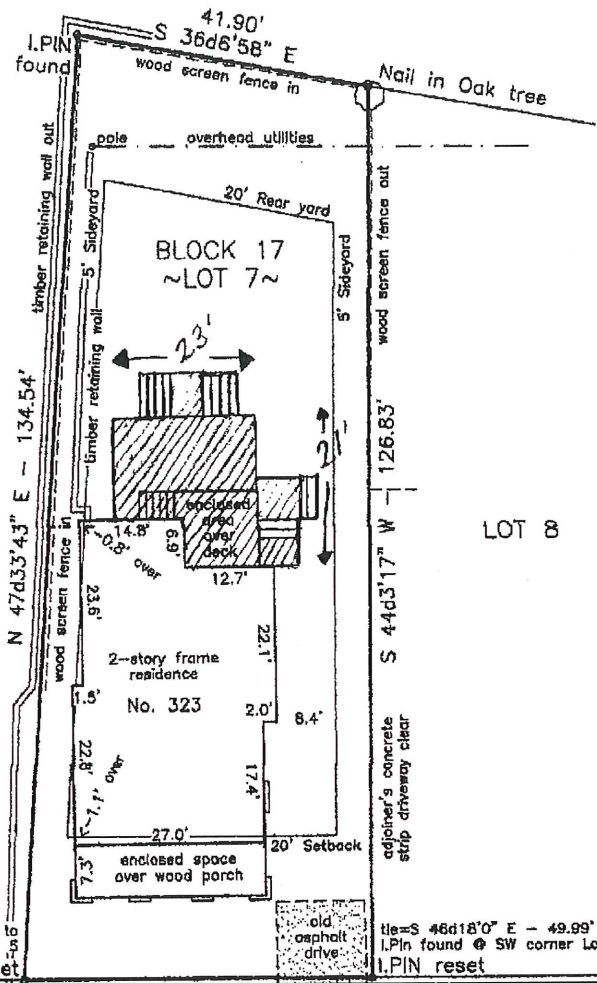 41.90'
S 36d6'58" E
I.PIN
found
wood screen fence in
Nail in Oak tree
pole
overhead utilities
timber retaining wall out
5' Sideyard
20' Rear yard
wood screen fence out
BLOCK 17
~LOT 7~
5' Sideyard
timber retaining wall
23'
21'
N 47d33'43" E - 134.54'
126.83'
S 44d3'17" W
LOT 8
enclosed
area
over
deck
14.8'
6.9'
0.8' over
12.7'
wood screen fence in
23.6'
22.1'
2-story frame
residence
No. 323
1.5'
2.0'
8.4'
22.8'
1.1' over
17.4'
adjoiner's concrete
strip driveway clear
27.0'
20' Setback
7.3'
enclosed space
over wood porch
old
asphalt
drive
tie=S 46d18'0" E - 49.99'
I.Pin found @ SW corner Lo
I.PIN reset
et